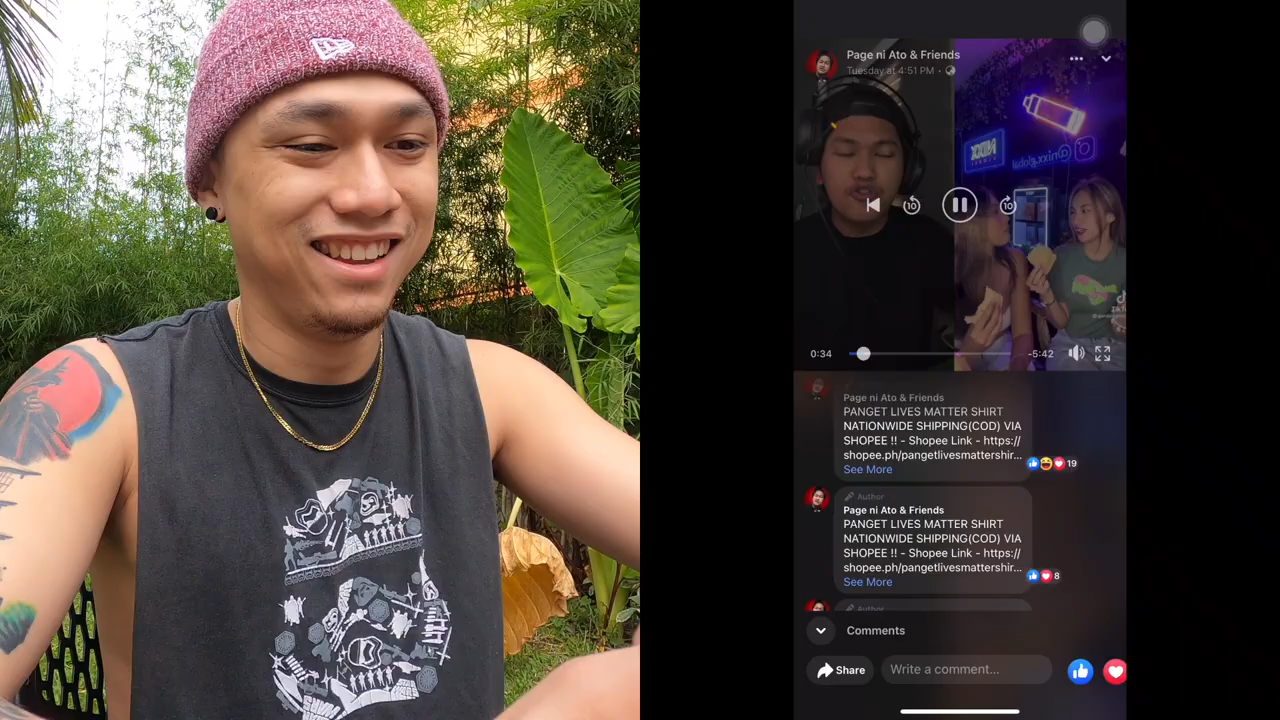 Page ni Ato & Friends
Tuesday at 4:51 PM ·
10
10
0:34
-5:42
Page ni Ato & Friends
PANGET LIVES MATTER SHIRT
NATIONWIDE SHIPPING(COD) VIA
SHOPEE !! - Shopee Link - https://
shopee.ph/pangetlivesmattershir...
See More
19
Author
Page ni Ato & Friends
PANGET LIVES MATTER SHIRT
NATIONWIDE SHIPPING(COD) VIA
SHOPEE !! - Shopee Link - https://
shopee.ph/pangetlivesmattershir...
See More
8
Author
Comments
Share
Write a comment...